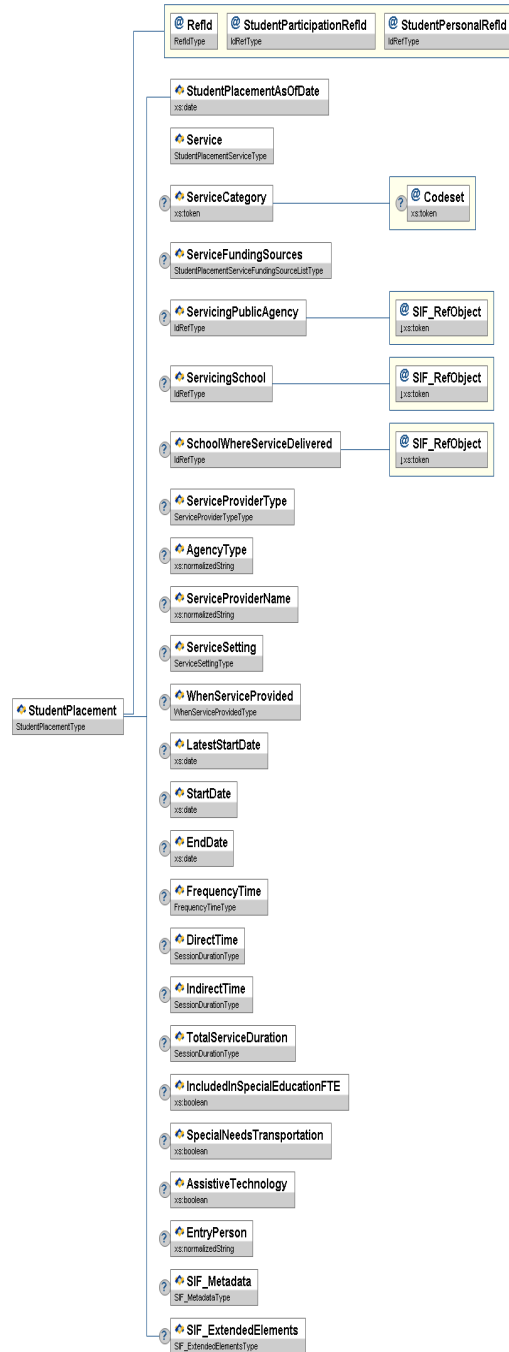 @ RefId @ StudentParticipationRefId @ StudentPersonalRefId
RefIdType IdRefType IdRefType
StudentPlacementAsOfDate
xs:date
Service
StudentPlacementServiceType
? ServiceCategory ? @ Codeset
xs:token xs:token
? ServiceFundingSources
StudentPlacementServiceFundingSourceListType
? ServicingPublicAgency @ SIF_RefObject
IdRefType xs:token
? ServicingSchool @ SIF_RefObject
IdRefType xs:token
? SchoolWhereServiceDelivered @ SIF_RefObject
IdRefType xs:token
? ServiceProviderType
ServiceProviderTypeType
? AgencyType
xs:normalizedString
? ServiceProviderName
xs:normalizedString
? ServiceSetting
ServiceSettingType
? WhenServiceProvided
WhenServiceProvidedType
StudentPlacement
StudentPlacementType
? LatestStartDate
xs:date
? StartDate
xs:date
? EndDate
xs:date
? FrequencyTime
FrequencyTimeType
? DirectTime
SessionDurationType
? IndirectTime
SessionDurationType
? TotalServiceDuration
SessionDurationType
? IncludedInSpecialEducationFTE
xs:boolean
? SpecialNeedsTransportation
xs:boolean
? AssistiveTechnology
xs:boolean
? EntryPerson
xs:normalizedString
? SIF_Metadata
SIF_MetadataType
? SIF_ExtendedElements
SIF_ExtendedElementsType